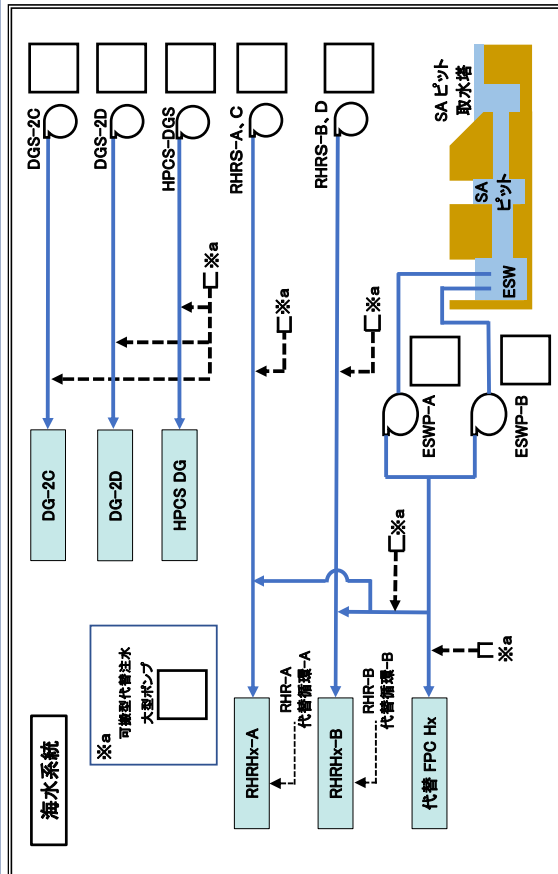 海水系統
※a
可搬型代替注水
大型ポンプ
DG-2C
DG-2D
HPCS DG
RHRHx-A
RHRHx-B
代替 FPC Hx
RHR-A
代替循環-A
RHR-B
代替循環-B
※a
※a
※a
※a
※a
DGS-2C
DGS-2D
HPCS-DGS
RHRS-A、C
RHRS-B、D
ESWP-A
ESWP-B
ESW
SA
ピット
SA ピット
取水塔